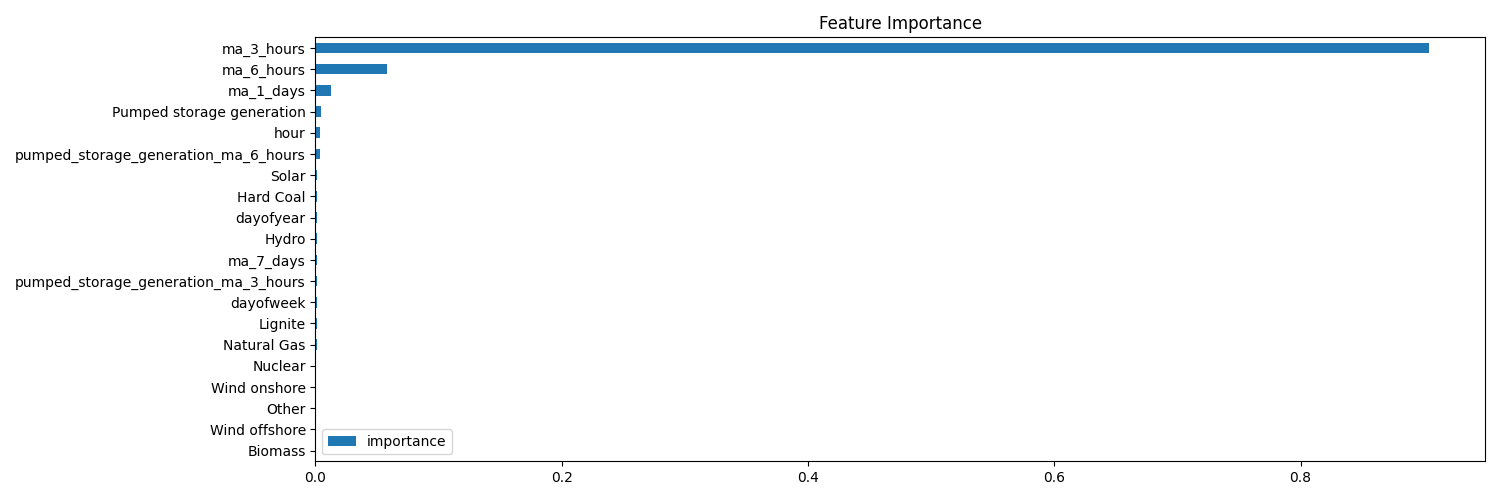 Feature Importance
ma_3_hours
ma_6_hours
ma_1_days
Pumped storage generation
hour
pumped_storage_generation_ma_6_hours
Solar
Hard Coal
dayofyear
Hydro
ma_7_days
pumped_storage_generation_ma_3_hours
dayofweek
Lignite
Natural Gas
Nuclear
Wind onshore
Other
Wind offshore
Biomass
importance
0.0 0.2 0.4 0.6 0.8